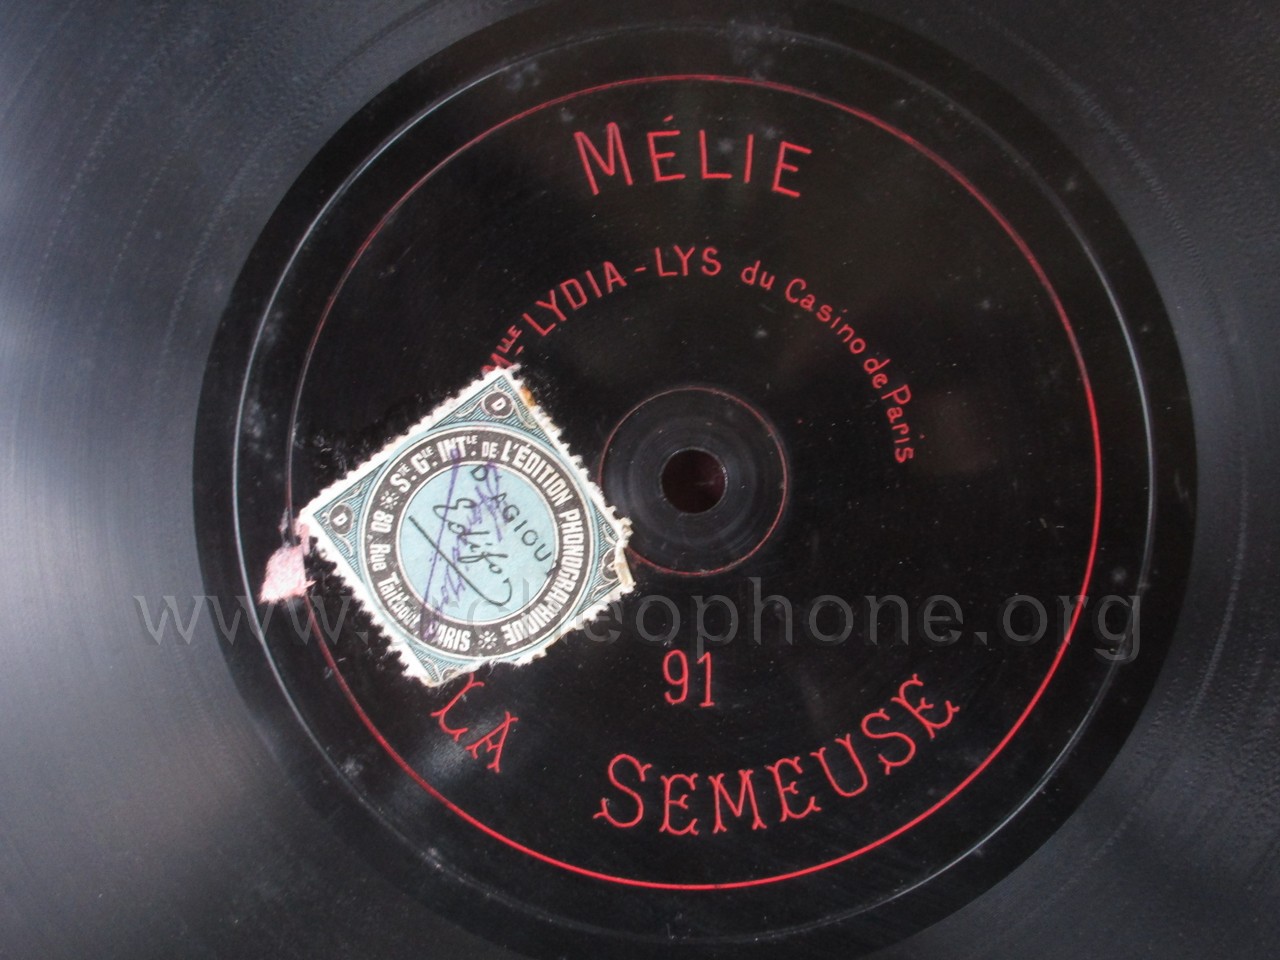 MÉLIE
MLLE LYDIA-LYS du Casino de Paris
D
D
D
STÉ GLE. INTLE. DE L'ÉDITION PHONOGRAPHIQUE
80, Rue Taitbout PARIS
www.archeophone.org
91
LA SEMEUSE